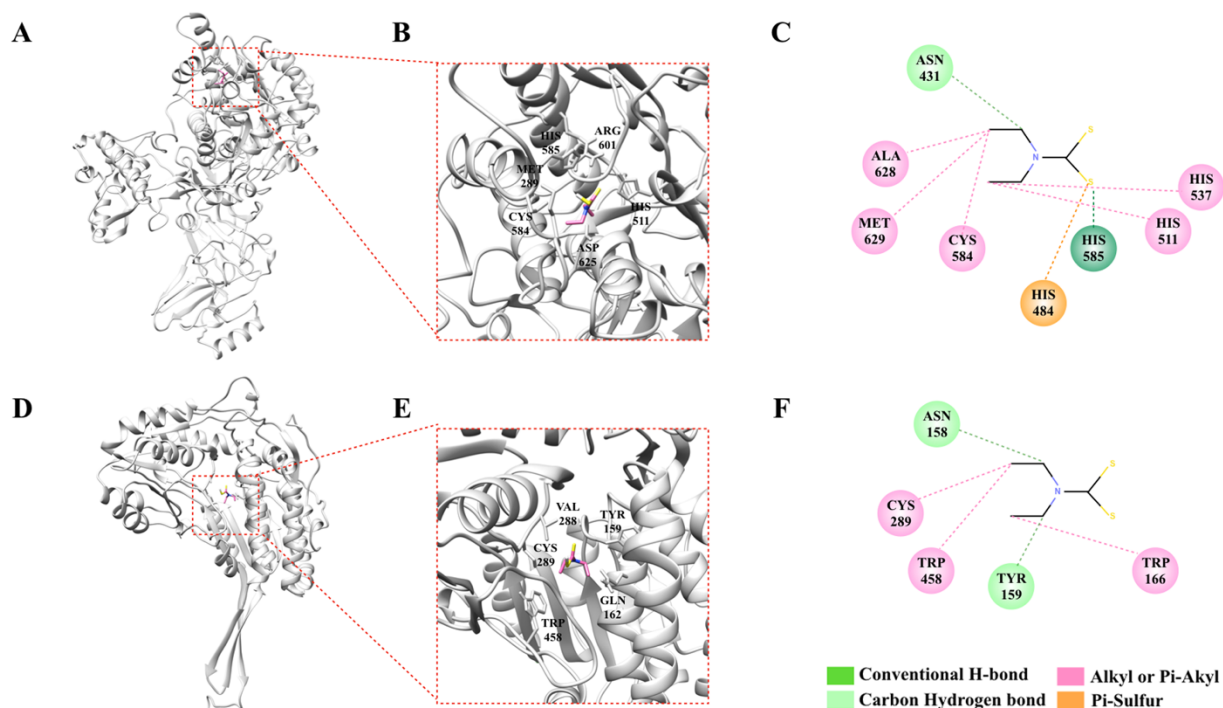 A
B
C
HIS
585
ARG
601
MET
289
CYS
584
HIS
511
ASP
625
ASN
431
ALA
628
MET
629
CYS
584
HIS
585
HIS
484
HIS
511
HIS
537
N
S
S
D
E
F
VAL
288
TYR
159
CYS
289
GLN
162
TRP
458
ASN
158
CYS
289
TRP
458
TYR
159
TRP
166
N
S
S
Conventional H-bond
Alkyl or Pi-Akyl
Carbon Hydrogen bond
Pi-Sulfur